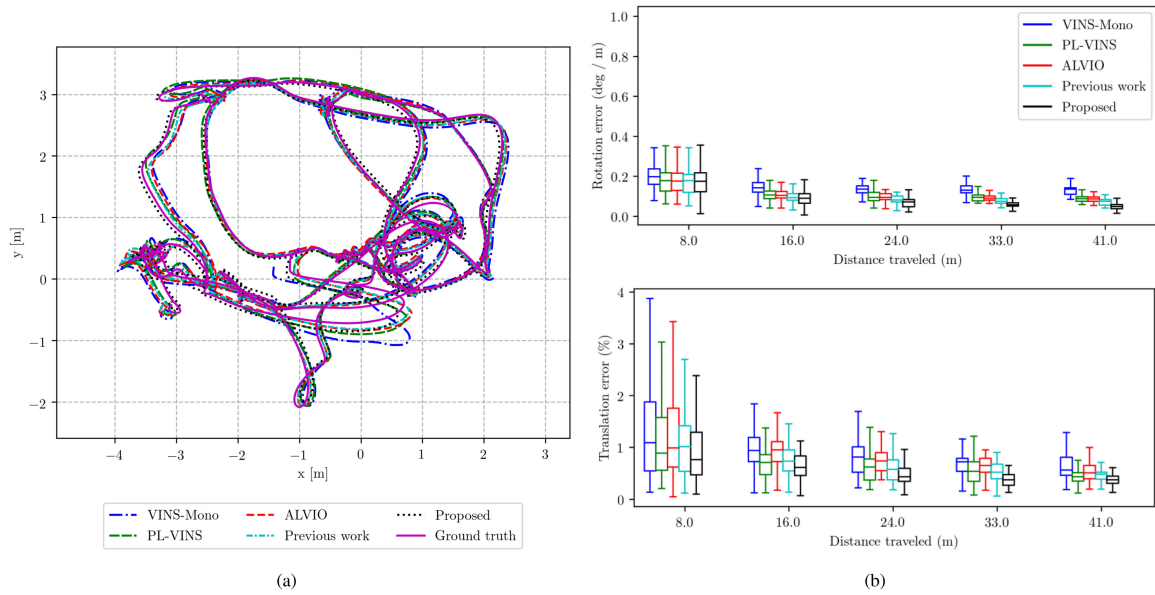 3
2
1
0
−1
−2
y [m]
−4 −3 −2 −1 0 1 2 3
x [m]
VINS-Mono ALVIO Proposed
PL-VINS Previous work Ground truth
(a)
1.0
0.8
0.6
0.4
0.2
0.0
Rotation error (deg / m)
VINS-Mono
PL-VINS
ALVIO
Previous work
Proposed
8.0 16.0 24.0 33.0 41.0
Distance traveled (m)
4
3
2
1
0
Translation error (%)
8.0 16.0 24.0 33.0 41.0
Distance traveled (m)
(b)